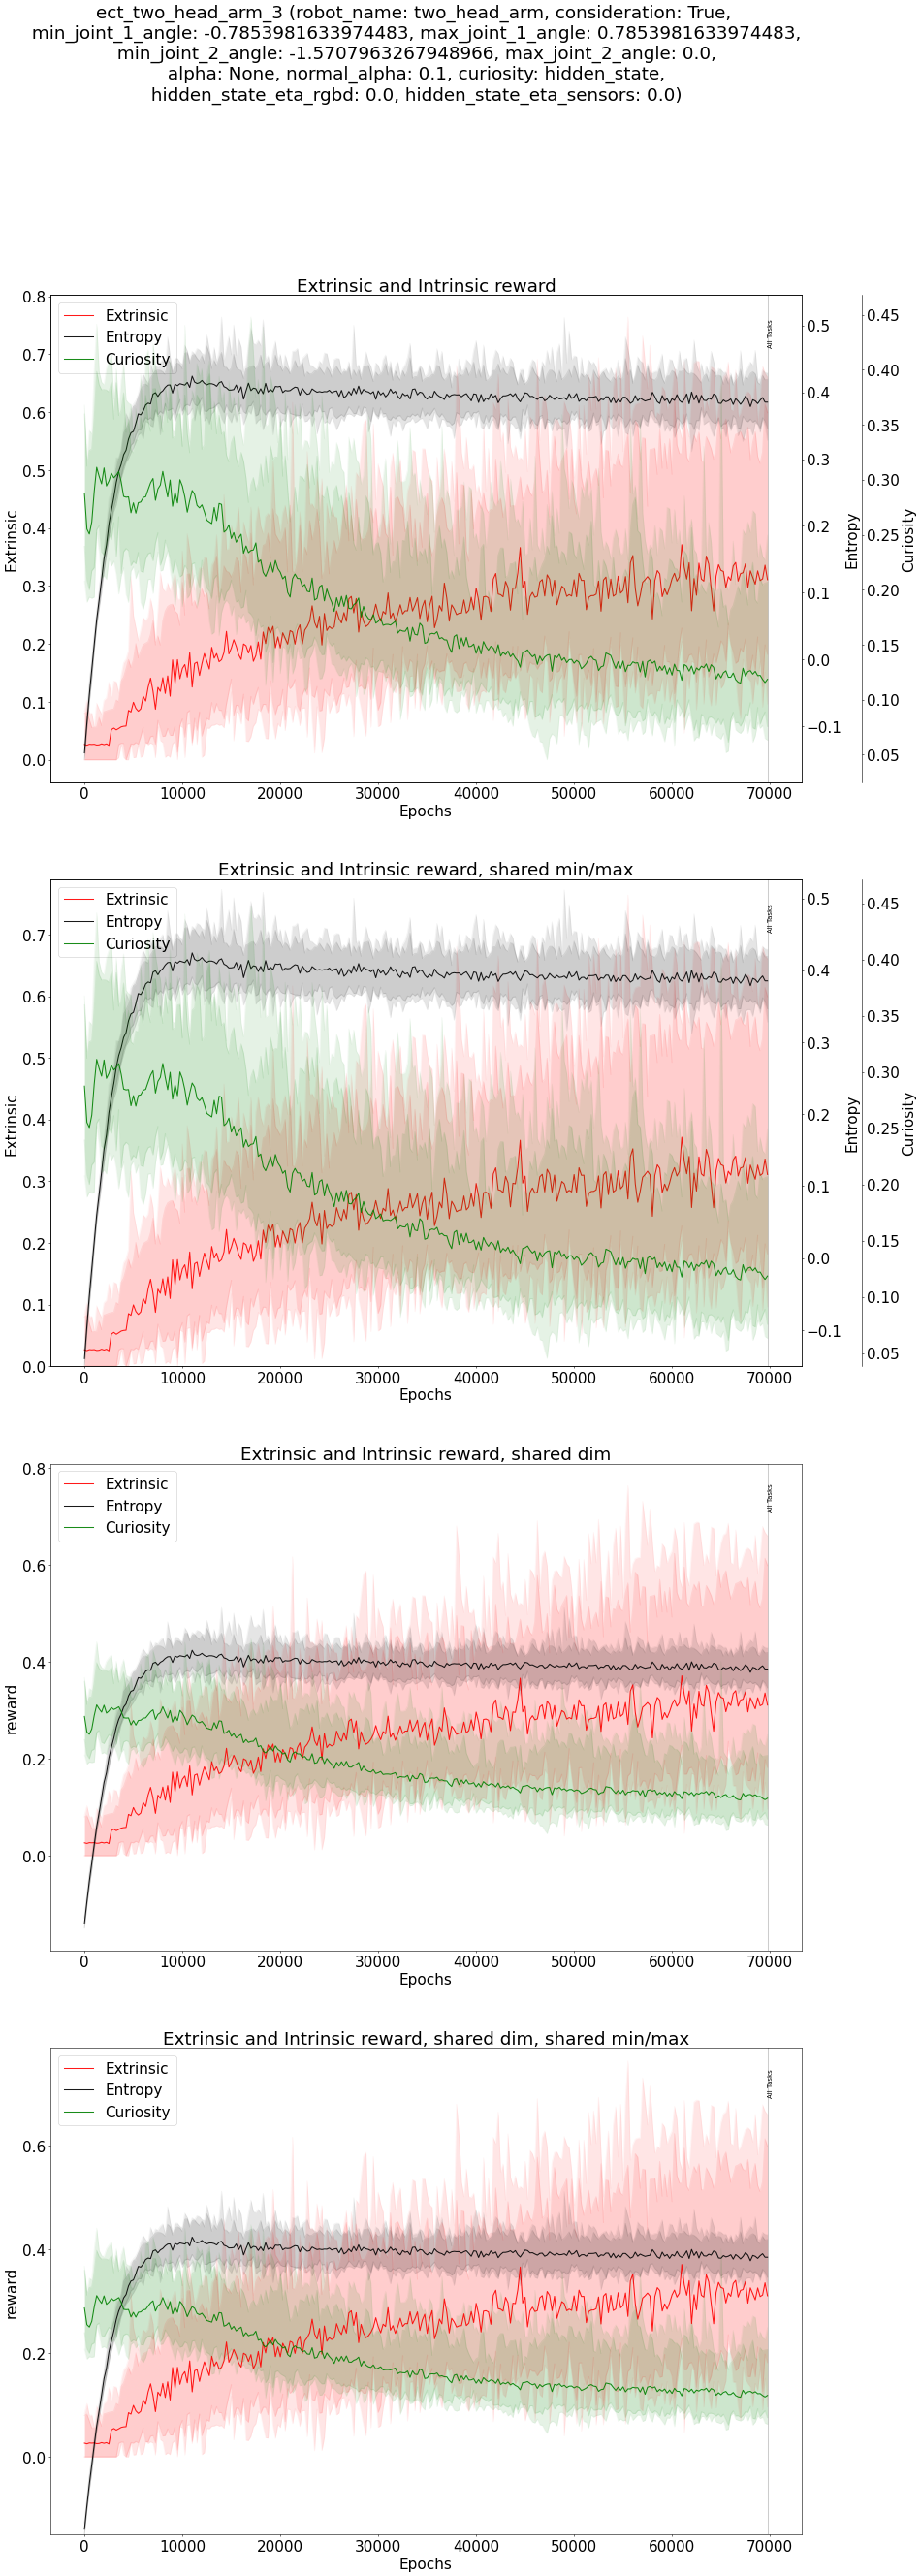 ect_two_head_arm_3 (robot_name: two_head_arm, consideration: True,
min_joint_1_angle: -0.7853981633974483, max_joint_1_angle: 0.7853981633974483,
min_joint_2_angle: -1.5707963267948966, max_joint_2_angle: 0.0,
alpha: None, normal_alpha: 0.1, curiosity: hidden_state,
hidden_state_eta_rgbd: 0.0, hidden_state_eta_sensors: 0.0)
Extrinsic and Intrinsic reward
Extrinsic
Entropy
Curiosity
All Tasks
0.8
0.7
0.6
0.5
0.4
0.3
0.2
0.1
0.0
Extrinsic
0.5
0.4
0.3
0.2
0.1
0.0
−0.1
Entropy
0.45
0.40
0.35
0.30
0.25
0.20
0.15
0.10
0.05
Curiosity
0 10000 20000 30000 40000 50000 60000 70000
Epochs
Extrinsic and Intrinsic reward, shared min/max
Extrinsic
Entropy
Curiosity
All Tasks
0.7
0.6
0.5
0.4
0.3
0.2
0.1
0.0
Extrinsic
0.5
0.4
0.3
0.2
0.1
0.0
−0.1
Entropy
0.45
0.40
0.35
0.30
0.25
0.20
0.15
0.10
0.05
Curiosity
0 10000 20000 30000 40000 50000 60000 70000
Epochs
Extrinsic and Intrinsic reward, shared dim
Extrinsic
Entropy
Curiosity
All Tasks
0.8
0.6
0.4
0.2
0.0
reward
0 10000 20000 30000 40000 50000 60000 70000
Epochs
Extrinsic and Intrinsic reward, shared dim, shared min/max
Extrinsic
Entropy
Curiosity
All Tasks
0.6
0.4
0.2
0.0
reward
0 10000 20000 30000 40000 50000 60000 70000
Epochs